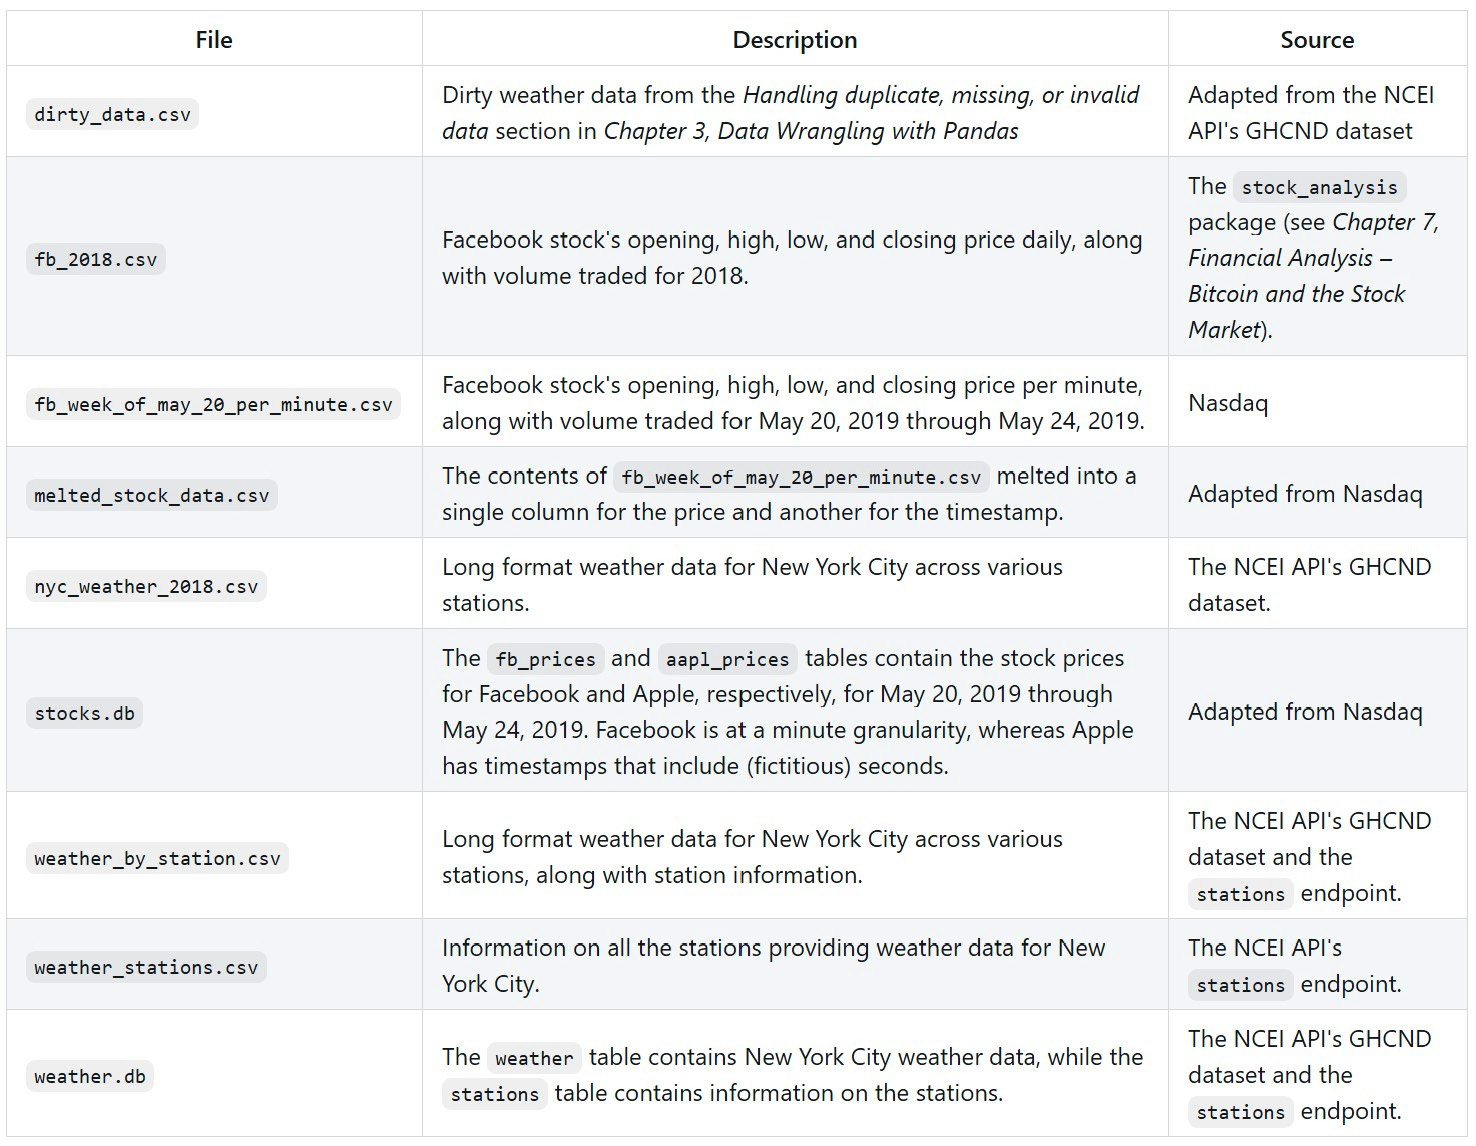 File Description Source
dirty_data.csv
Dirty weather data from the Handling duplicate, missing, or invalid
data section in Chapter 3, Data Wrangling with Pandas
Adapted from the NCEI
API's GHCND dataset
fb_2018.csv
Facebook stock's opening, high, low, and closing price daily, along
with volume traded for 2018.
The stock_analysis
package (see Chapter 7,
Financial Analysis –
Bitcoin and the Stock
Market).
fb_week_of_may_20_per_minute.csv
Facebook stock's opening, high, low, and closing price per minute,
along with volume traded for May 20, 2019 through May 24, 2019.
Nasdaq
melted_stock_data.csv
The contents of fb_week_of_may_20_per_minute.csv melted into a
single column for the price and another for the timestamp.
Adapted from Nasdaq
nyc_weather_2018.csv
Long format weather data for New York City across various
stations.
The NCEI API's GHCND
dataset.
stocks.db
The fb_prices and aapl_prices tables contain the stock prices
for Facebook and Apple, respectively, for May 20, 2019 through
May 24, 2019. Facebook is at a minute granularity, whereas Apple
has timestamps that include (fictitious) seconds.
Adapted from Nasdaq
weather_by_station.csv
Long format weather data for New York City across various
stations, along with station information.
The NCEI API's GHCND
dataset and the
stations endpoint.
weather_stations.csv
Information on all the stations providing weather data for New
York City.
The NCEI API's
stations endpoint.
weather.db
The weather table contains New York City weather data, while the
stations table contains information on the stations.
The NCEI API's GHCND
dataset and the
stations endpoint.